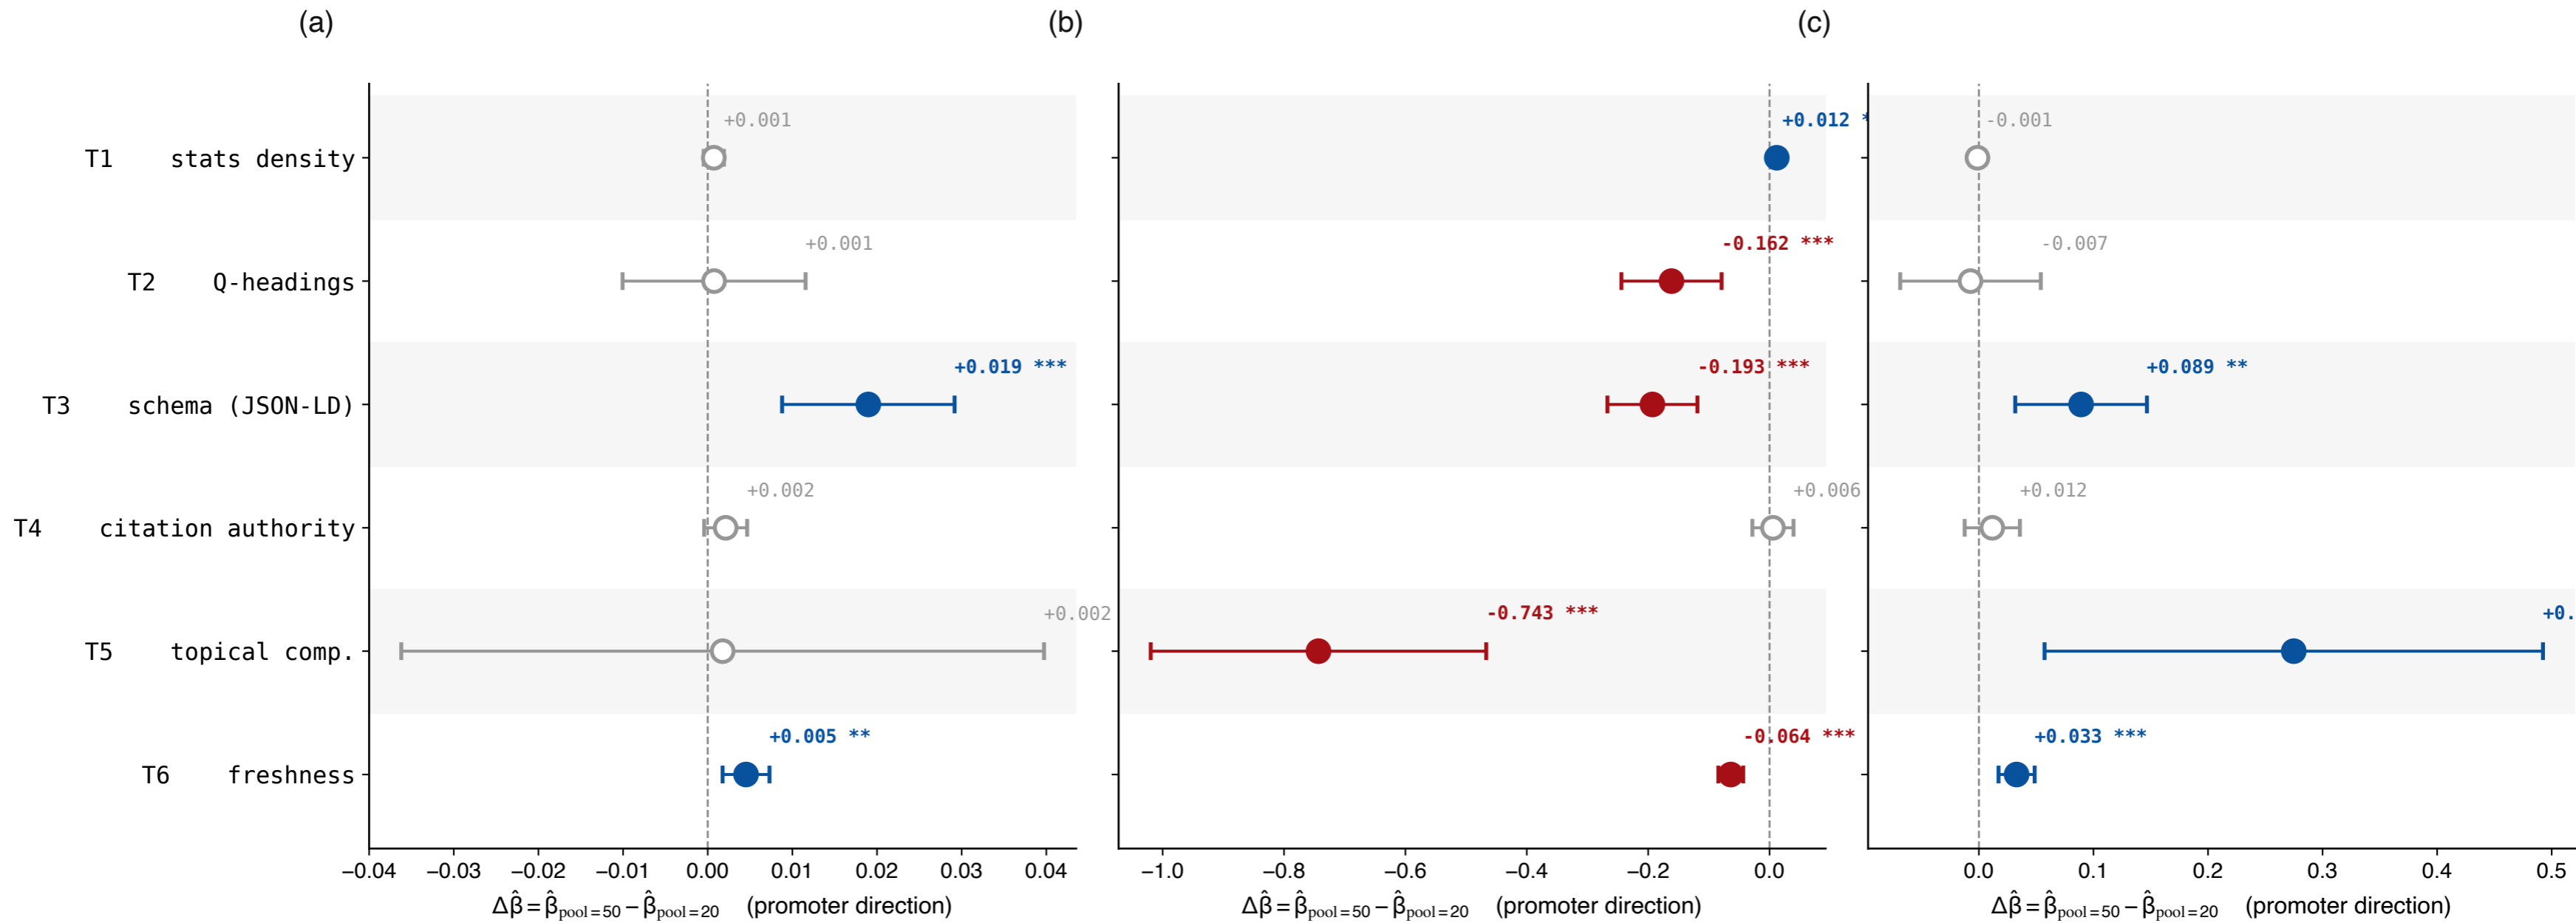 (a) (b) (c)
+0.001 +0.012 * -0.001
T1 stats density
+0.001 -0.162 *** -0.007
T2 Q-headings
+0.019 *** -0.193 *** +0.089 **
T3 schema (JSON-LD)
+0.002 +0.006 +0.012
T4 citation authority
+0.002 -0.743 *** +0.
T5 topical comp.
+0.005 ** -0.064 *** +0.033 ***
T6 freshness
−0.04 −0.03 −0.02 −0.01 0.00 0.01 0.02 0.03 0.04 −1.0 −0.8 −0.6 −0.4 −0.2 0.0 0.0 0.1 0.2 0.3 0.4 0.5
Δβ̂ = β̂pool=50 − β̂pool=20 (promoter direction) Δβ̂ = β̂pool=50 − β̂pool=20 (promoter direction) Δβ̂ = β̂pool=50 − β̂pool=20 (promoter direction)